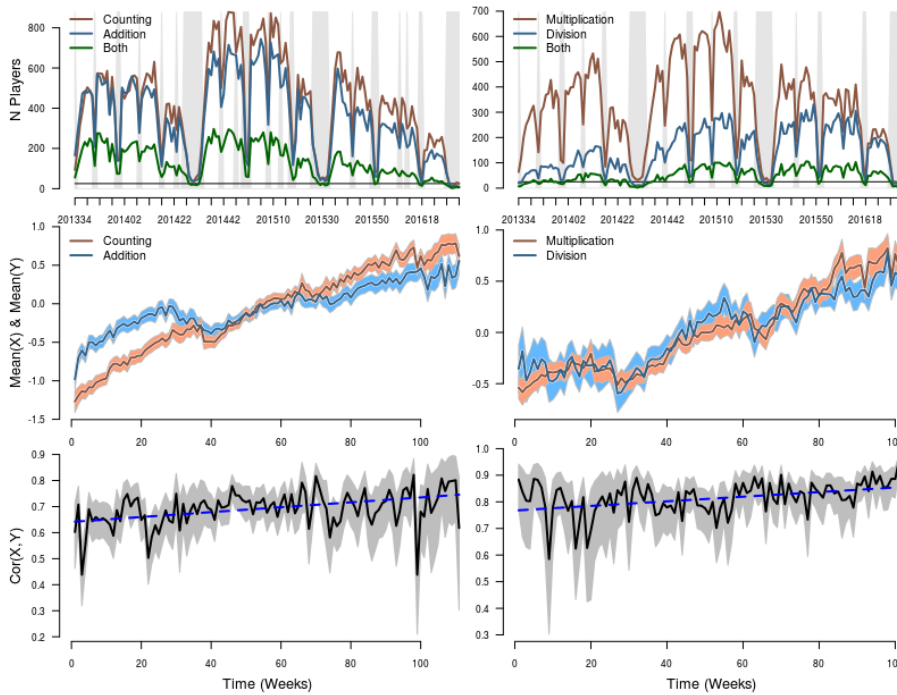 N Players
800
600
400
200
0
Counting
Addition
Both
201334 201402 201422 201442 201510 201530 201550 201618
700
600
500
400
300
200
100
0
Multiplication
Division
Both
201334 201402 201422 201442 201510 201530 201550 201618
Mean(X) & Mean(Y)
1.0
0.5
0.0
-0.5
-1.0
-1.5
Counting
Addition
0 20 40 60 80 100
1.0
0.5
0.0
-0.5
Multiplication
Division
0 20 40 60 80 100
Cor(X,Y)
0.9
0.8
0.7
0.6
0.5
0.4
0.3
0.2
0 20 40 60 80 100
Time (Weeks)
1.0
0.9
0.8
0.7
0.6
0.5
0.4
0.3
0 20 40 60 80 100
Time (Weeks)